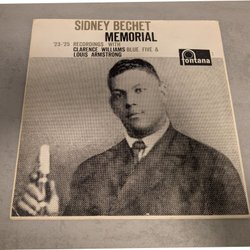 SIDNEY BECHET
MEMORIAL
'23-'25 RECORDINGS WITH
CLARENCE WILLIAMS BLUE FIVE &
LOUIS ARMSTRONG
fontana